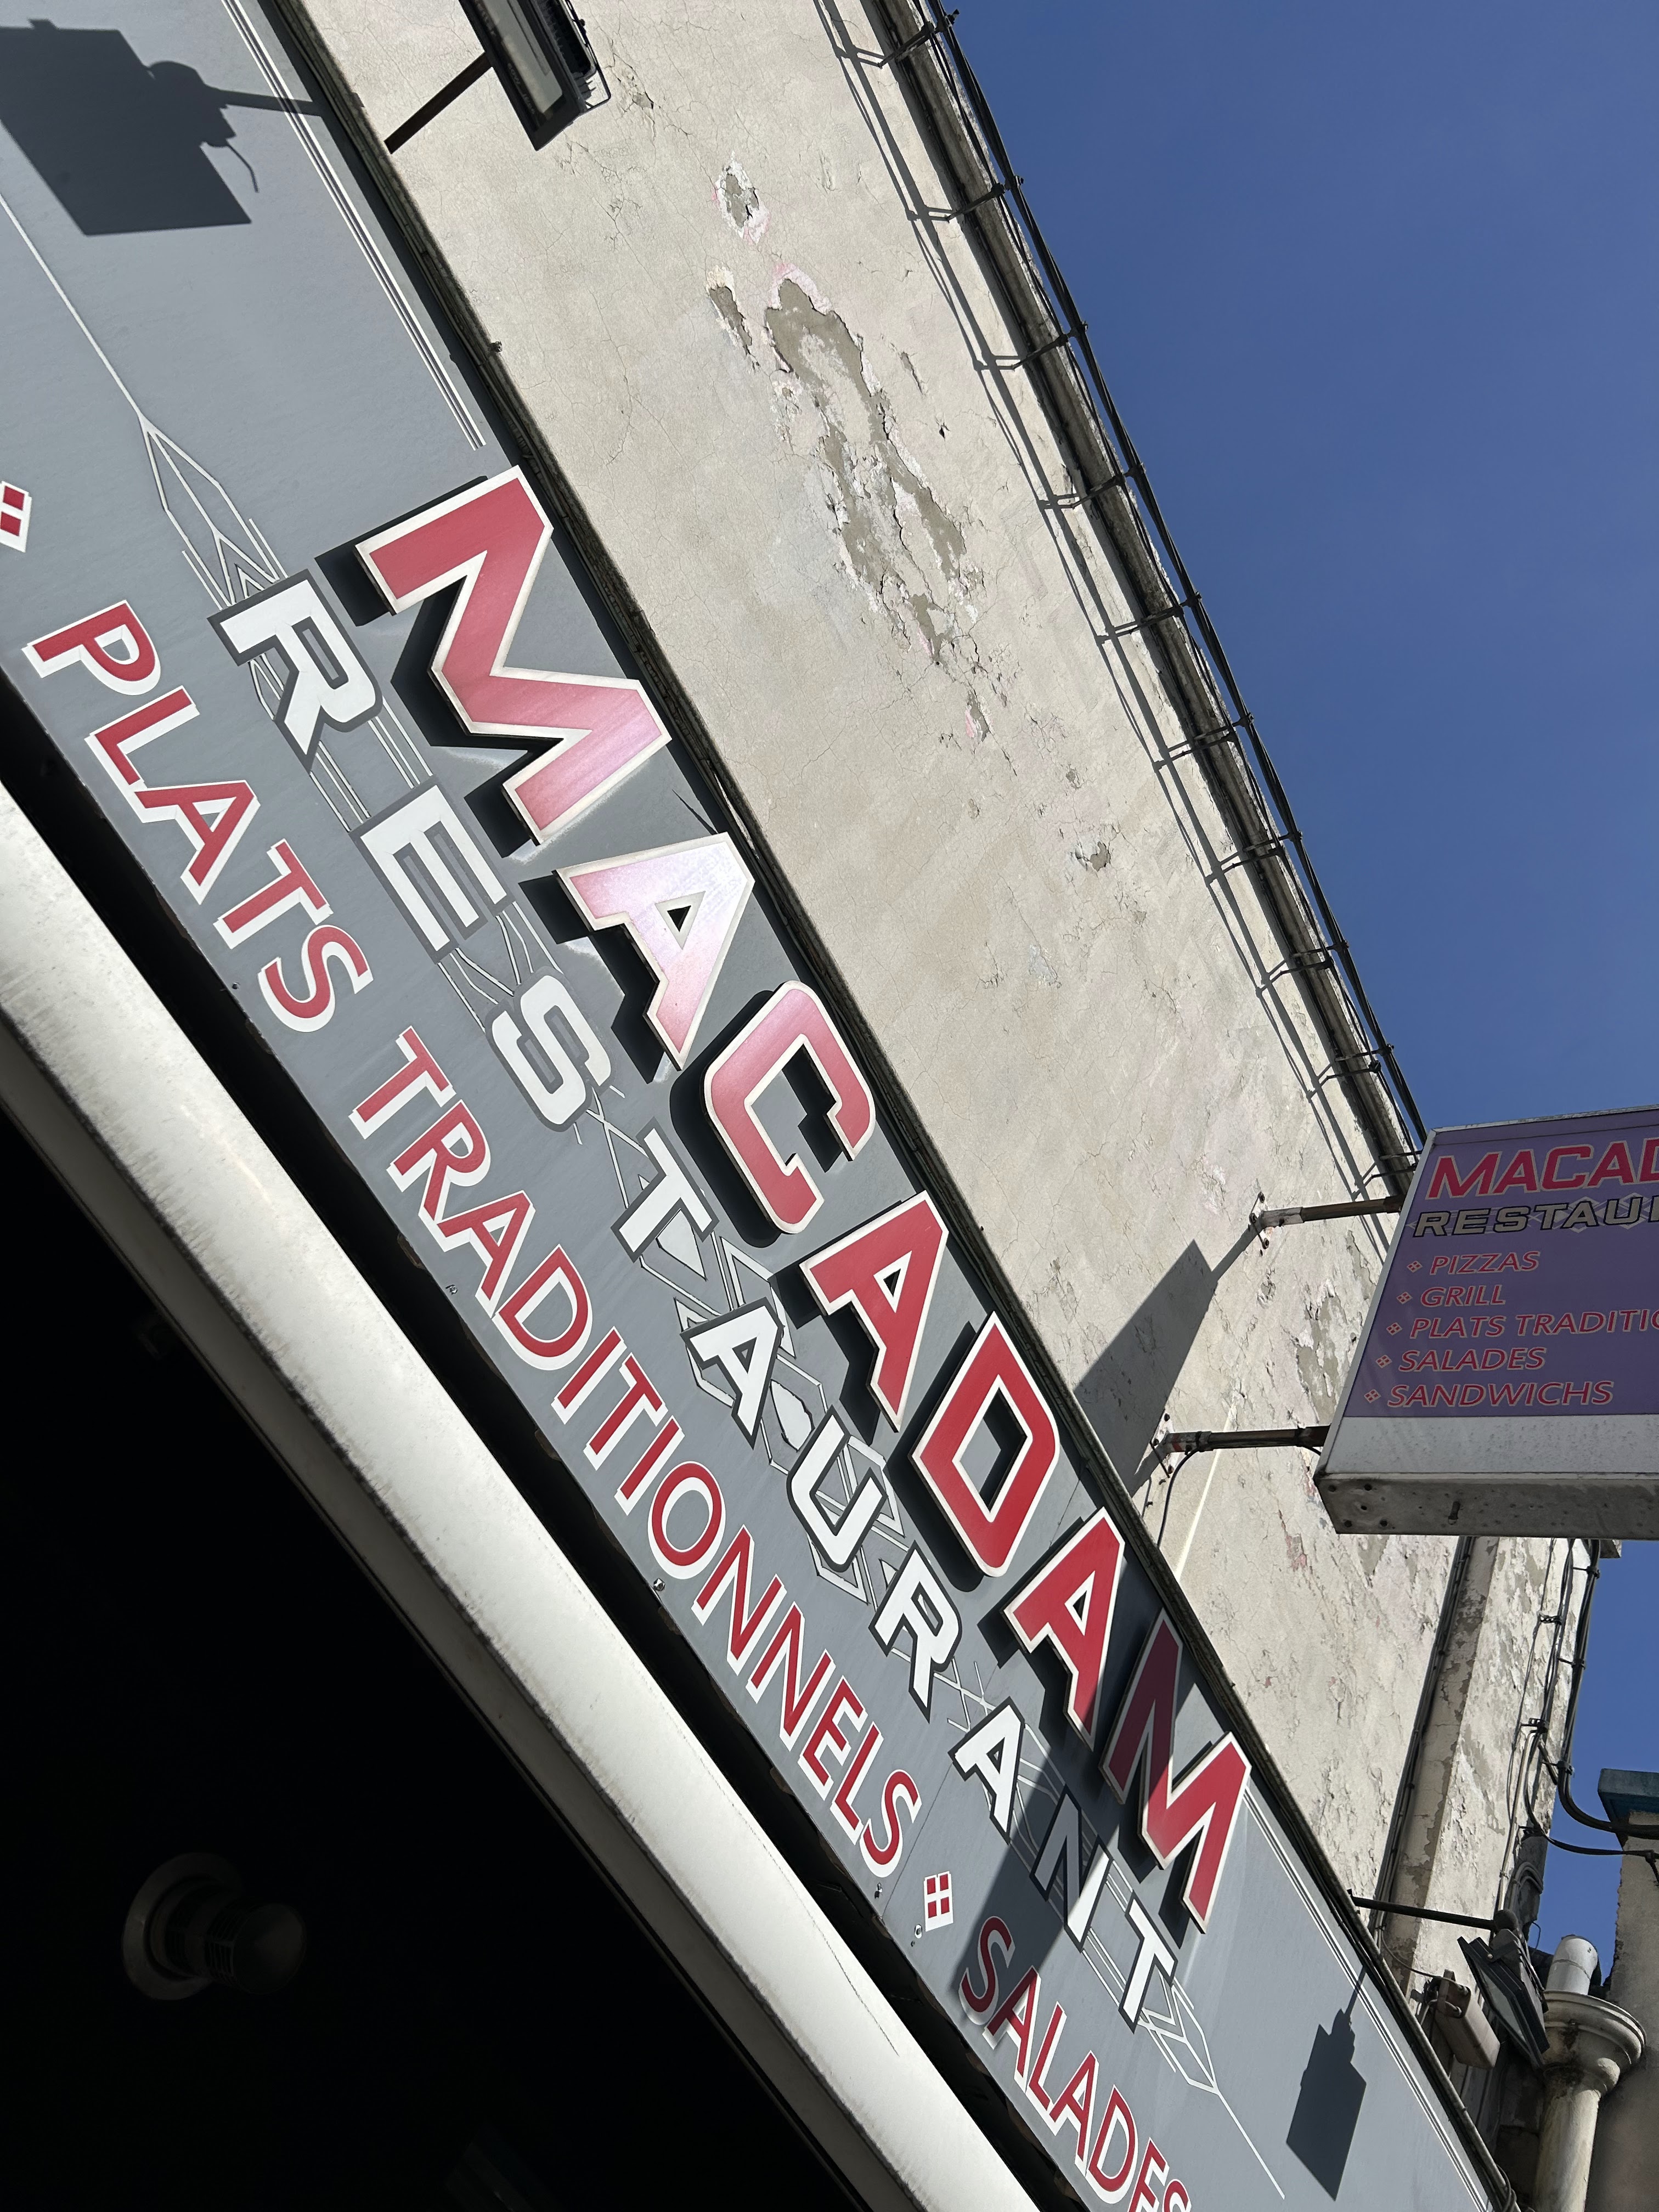 MACADAM
RESTAURANT
PLATS TRADITIONNELS SALADES
MACAD
RESTAU
PIZZAS
GRILL
PLATS TRADITIO
SALADES
SANDWICHS